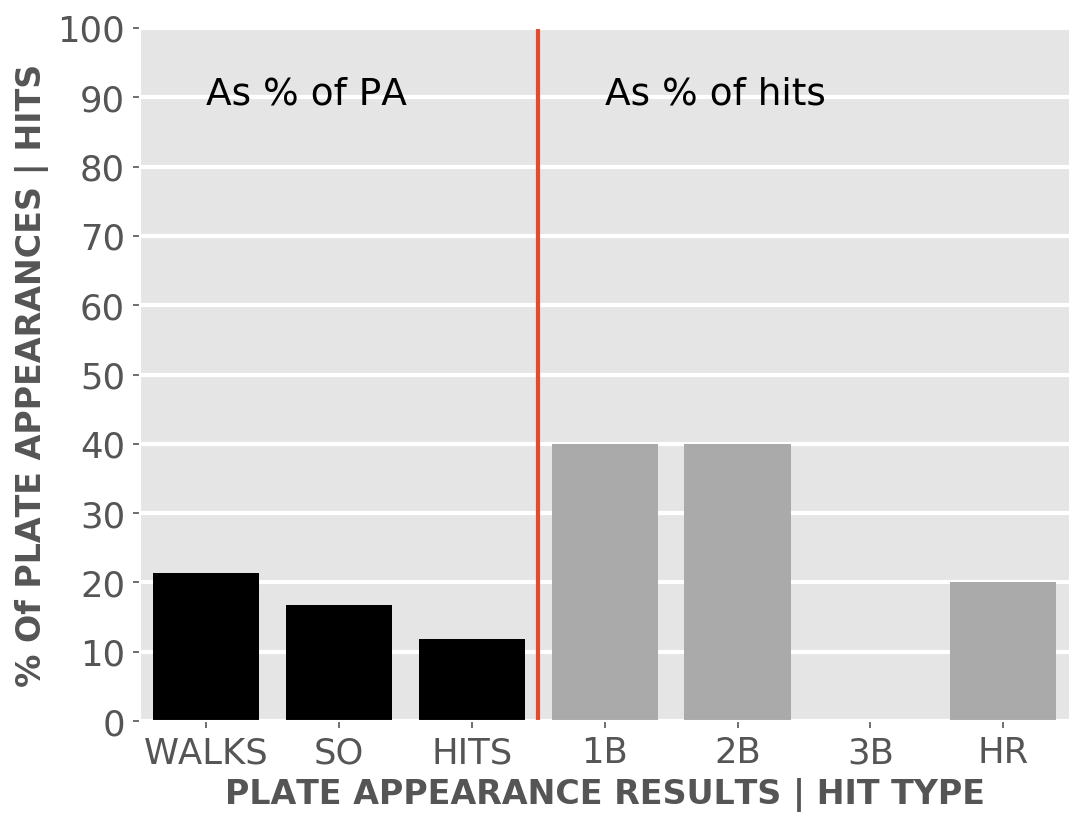 100
90
80
70
60
50
40
30
20
10
0
% Of PLATE APPEARANCES | HITS
As % of PA
As % of hits
WALKS SO HITS 1B 2B 3B HR
PLATE APPEARANCE RESULTS | HIT TYPE